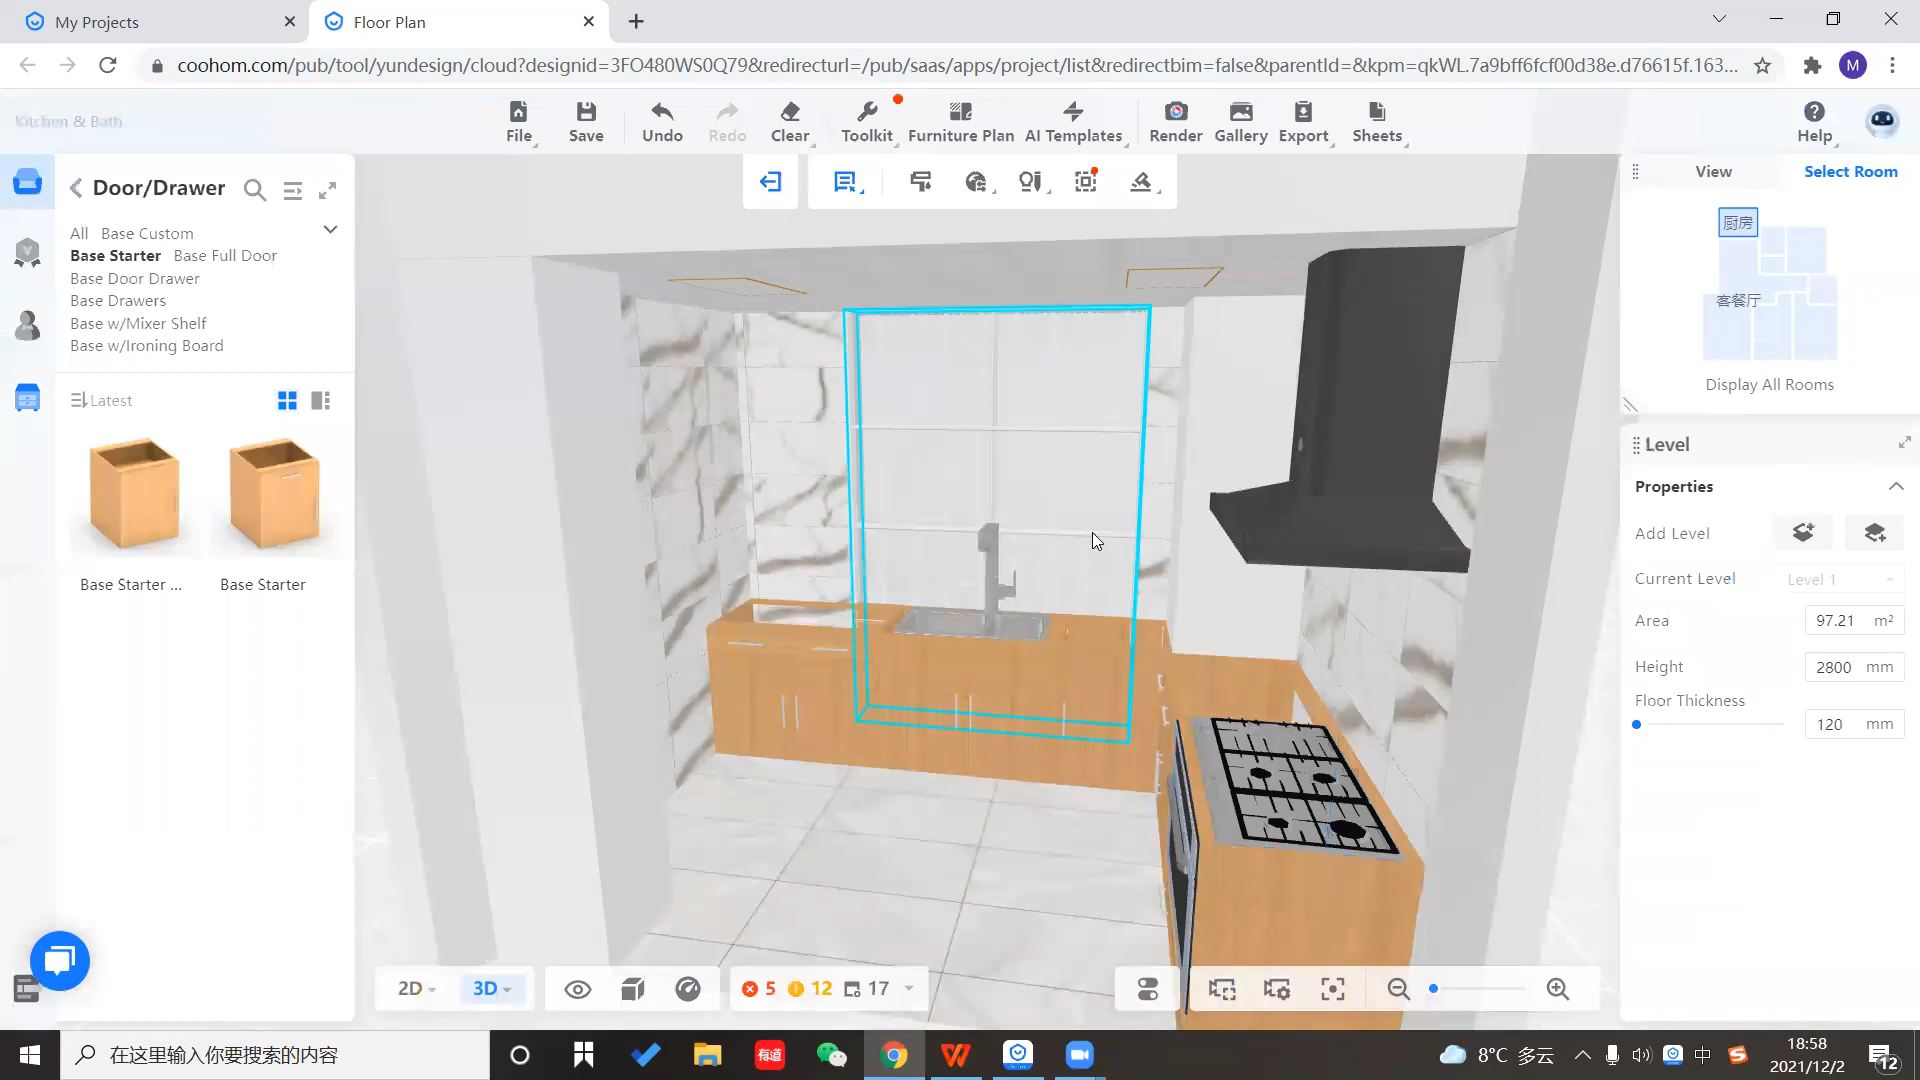 My Projects
Floor Plan
coohom.com/pub/tool/yundesign/cloud?designid=3FO480WS0Q79&redirecturl=/pub/saas/apps/project/list&redirectbim=false&parentId=&kpm=qkWL.7a9bff6fcf00d38e.d76615f.163...
M
Kitchen & Bath
File
Save
Undo
Redo
Clear
Toolkit
Furniture Plan
AI Templates
Render
Gallery
Export
Sheets
Help
Door/Drawer
All Base Custom
Base Starter Base Full Door
Base Door Drawer
Base Drawers
Base w/Mixer Shelf
Base w/Ironing Board
Latest
Base Starter ...
Base Starter
View
Select Room
厨房
客餐厅
Display All Rooms
Level
Properties
Add Level
Current Level Level 1
Area 97.21 m²
Height 2800 mm
Floor Thickness
120 mm
2D
3D
5
12
17
在这里输入你要搜索的内容
有道
8°C 多云
中
18:58
2021/12/2
12